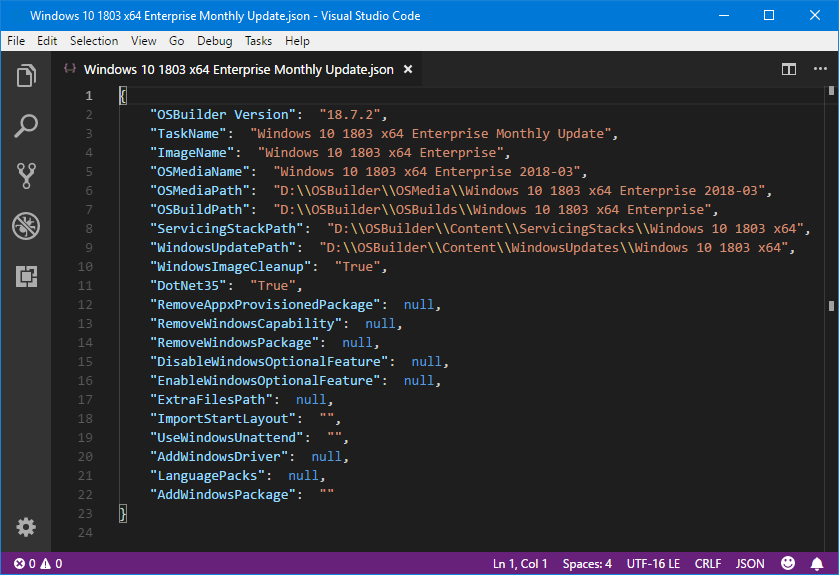 Windows 10 1803 x64 Enterprise Monthly Update.json - Visual Studio Code
File Edit Selection View Go Debug Tasks Help
{} Windows 10 1803 x64 Enterprise Monthly Update.json
1 {
2 "OSBuilder Version":  "18.7.2",
3 "TaskName":  "Windows 10 1803 x64 Enterprise Monthly Update",
4 "ImageName":  "Windows 10 1803 x64 Enterprise",
5 "OSMediaName":  "Windows 10 1803 x64 Enterprise 2018-03",
6 "OSMediaPath":  "D:\\OSBuilder\\OSMedia\\Windows 10 1803 x64 Enterprise 2018-03",
7 "OSBuildPath":  "D:\\OSBuilder\\OSBuilds\\Windows 10 1803 x64 Enterprise",
8 "ServicingStackPath":  "D:\\OSBuilder\\Content\\ServicingStacks\\Windows 10 1803 x64",
9 "WindowsUpdatePath":  "D:\\OSBuilder\\Content\\WindowsUpdates\\Windows 10 1803 x64",
10 "WindowsImageCleanup":  "True",
11 "DotNet35":  "True",
12 "RemoveAppxProvisionedPackage":  null,
13 "RemoveWindowsCapability":  null,
14 "RemoveWindowsPackage":  null,
15 "DisableWindowsOptionalFeature":  null,
16 "EnableWindowsOptionalFeature":  null,
17 "ExtraFilesPath":  null,
18 "ImportStartLayout":  "",
19 "UseWindowsUnattend":  "",
20 "AddWindowsDriver":  null,
21 "LanguagePacks":  null,
22 "AddWindowsPackage":  ""
23 }
24
0 0 Ln 1, Col 1 Spaces: 4 UTF-16 LE CRLF JSON